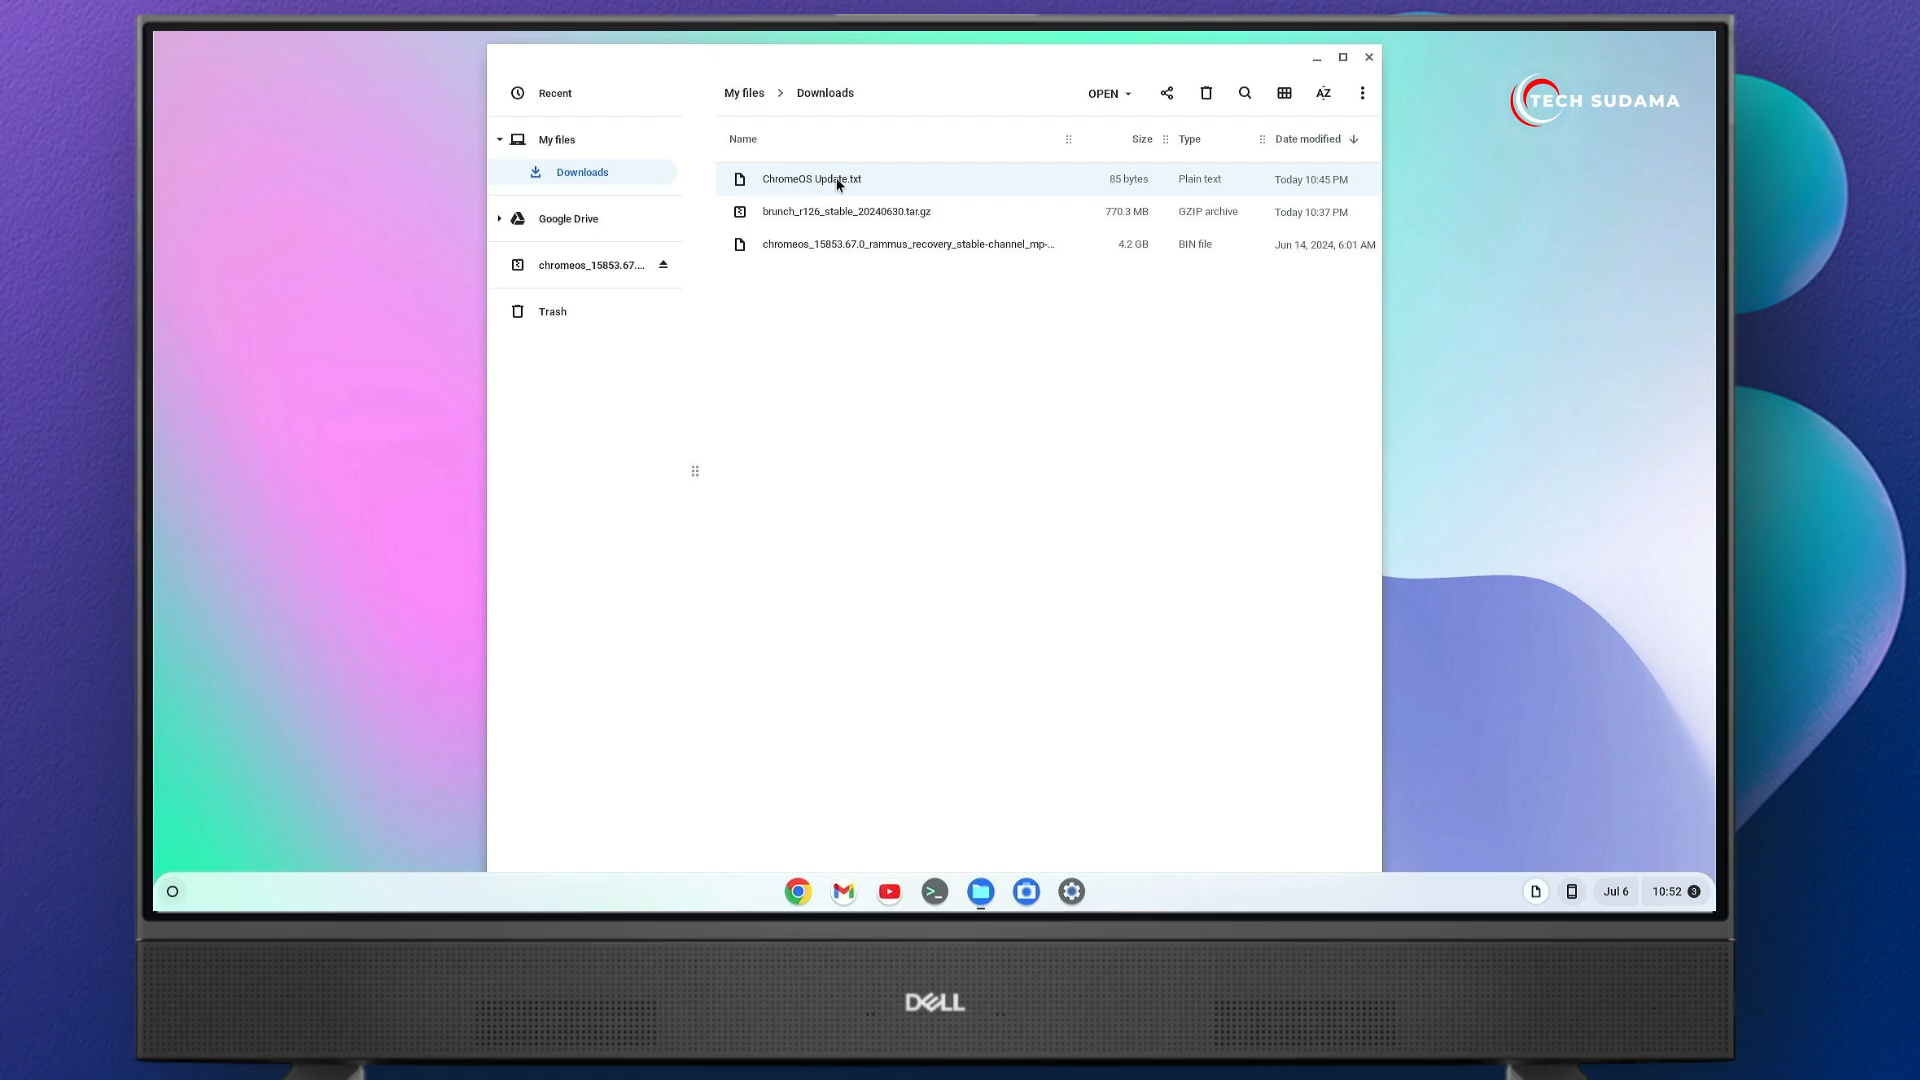 TECH SUDAMA
Recent
My files
Downloads
Google Drive
chromeos_15853.67....
Trash
My files > Downloads
OPEN
AZ
Name Size Type Date modified
ChromeOS Update.txt 85 bytes Plain text Today 10:45 PM
brunch_r126_stable_20240630.tar.gz 770.3 MB GZIP archive Today 10:37 PM
chromeos_15853.67.0_rammus_recovery_stable-channel_mp-... 4.2 GB BIN file Jun 14, 2024, 6:01 AM
Jul 6 10:52 3
DELL